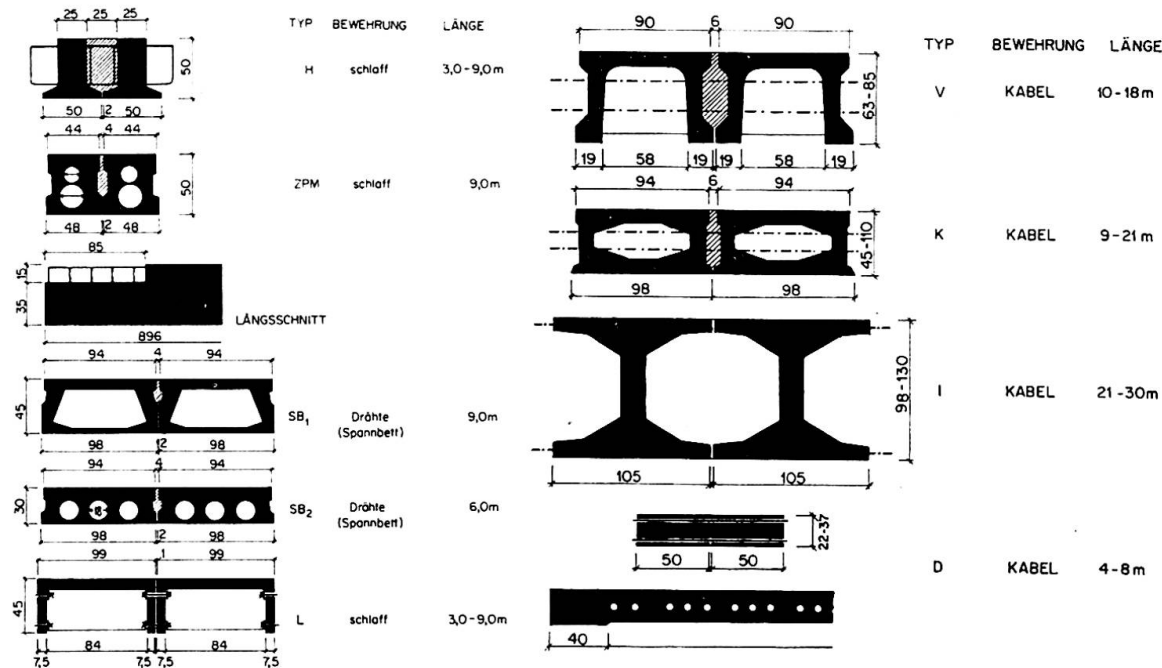 25 25 25
TYP BEWEHRUNG LÄNGE
H schlaff 3,0-9,0m
50
50 2 50
44 4 44
ZPM schlaff 9,0m
50
48 12 48
85
15
35
LÄNGSSCHNITT
896
94 4 94
45
SB1 Drähte (Spannbett) 9,0m
98 12 98
94 4 94
30
18
SB2 Drähte (Spannbett) 6,0m
98 2 98
99 1 99
45
L schlaff 3,0-9,0m
84 84
7,5 7,5 7,5 7,5
90 6 90
TYP BEWEHRUNG LÄNGE
V KABEL 10-18m
63-85
19 58 19 19 58 19
94 6 94
K KABEL 9-21m
45-110
98 98
I KABEL 21-30m
98-130
105 105
22-37
50 50
D KABEL 4-8m
40